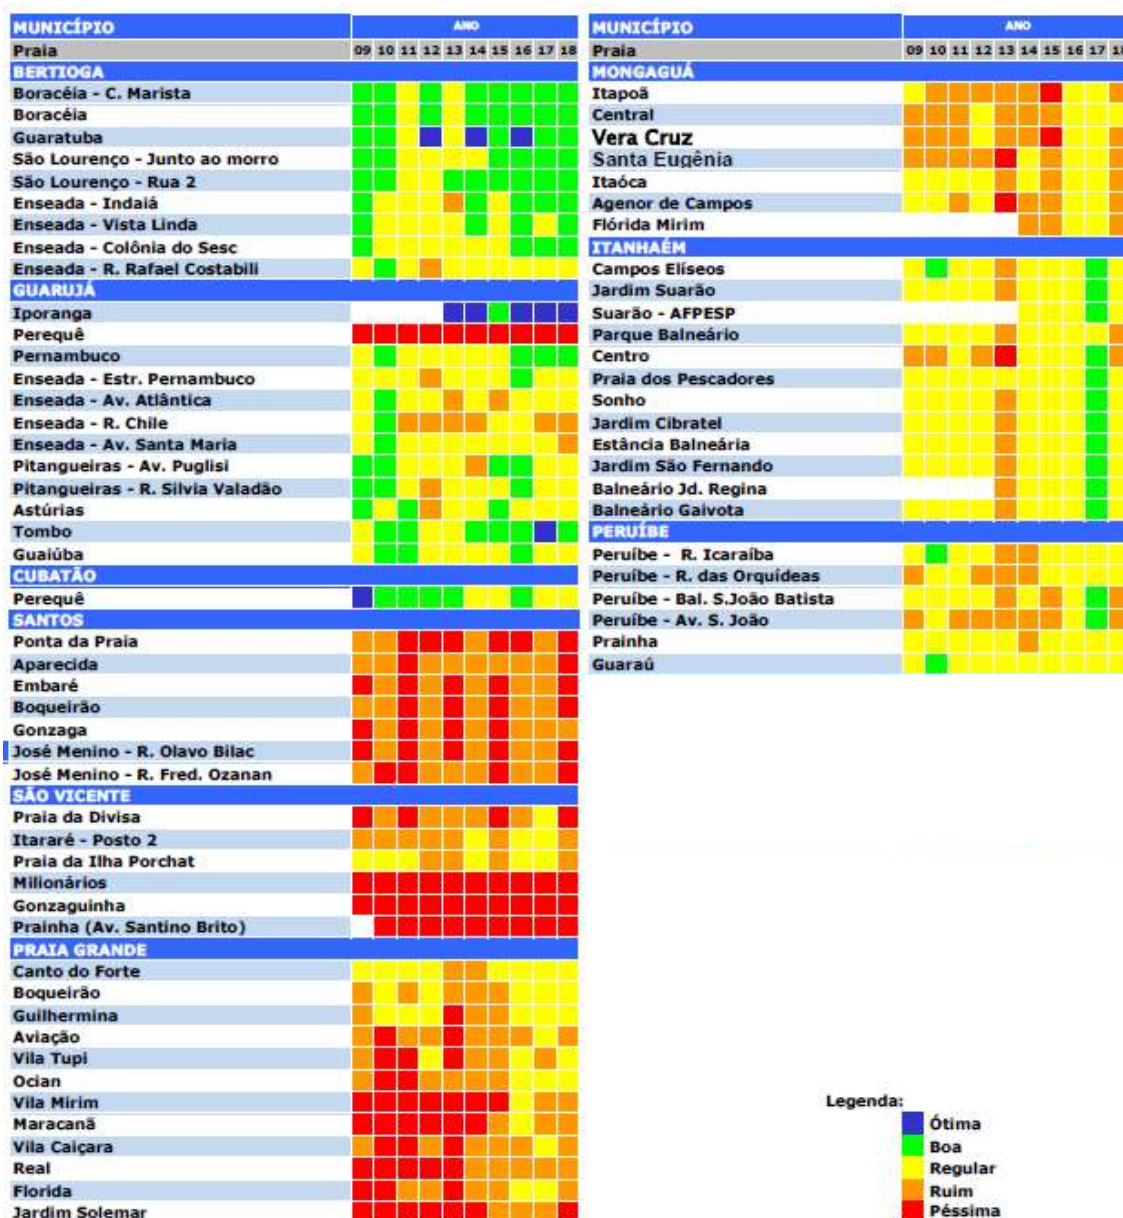 MUNICÍPIO ANO
Praia 09 10 11 12 13 14 15 16 17 18
BERTIOGA
Boracéia - C. Marista
Boracéia
Guaratuba
São Lourenço - Junto ao morro
São Lourenço - Rua 2
Enseada - Indaiá
Enseada - Vista Linda
Enseada - Colônia do Sesc
Enseada - R. Rafael Costabili
GUARUJÁ
Iporanga
Perequê
Pernambuco
Enseada - Estr. Pernambuco
Enseada - Av. Atlântica
Enseada - R. Chile
Enseada - Av. Santa Maria
Pitangueiras - Av. Puglisi
Pitangueiras - R. Silvia Valadão
Astúrias
Tombo
Guaiúba
CUBATÃO
Perequê
SANTOS
Ponta da Praia
Aparecida
Embaré
Boqueirão
Gonzaga
José Menino - R. Olavo Bilac
José Menino - R. Fred. Ozanan
SÃO VICENTE
Praia da Divisa
Itararé - Posto 2
Praia da Ilha Porchat
Milionários
Gonzaguinha
Prainha (Av. Santino Brito)
PRAIA GRANDE
Canto do Forte
Boqueirão
Guilhermina
Aviação
Vila Tupi
Ocian
Vila Mirim
Maracanã
Vila Caiçara
Real
Florida
Jardim Solemar
MUNICÍPIO ANO
Praia 09 10 11 12 13 14 15 16 17 18
MONGAGUÁ
Itapoã
Central
Vera Cruz
Santa Eugênia
Itaóca
Agenor de Campos
Flórida Mirim
ITANHAÉM
Campos Elíseos
Jardim Suarão
Suarão - AFPESP
Parque Balneário
Centro
Praia dos Pescadores
Sonho
Jardim Cibratel
Estância Balneária
Jardim São Fernando
Balneário Jd. Regina
Balneário Gaivota
PERUÍBE
Peruíbe - R. Icaraíba
Peruíbe - R. das Orquídeas
Peruíbe - Bal. S.João Batista
Peruíbe - Av. S. João
Prainha
Guaraú
Legenda:
Ótima
Boa
Regular
Ruim
Péssima